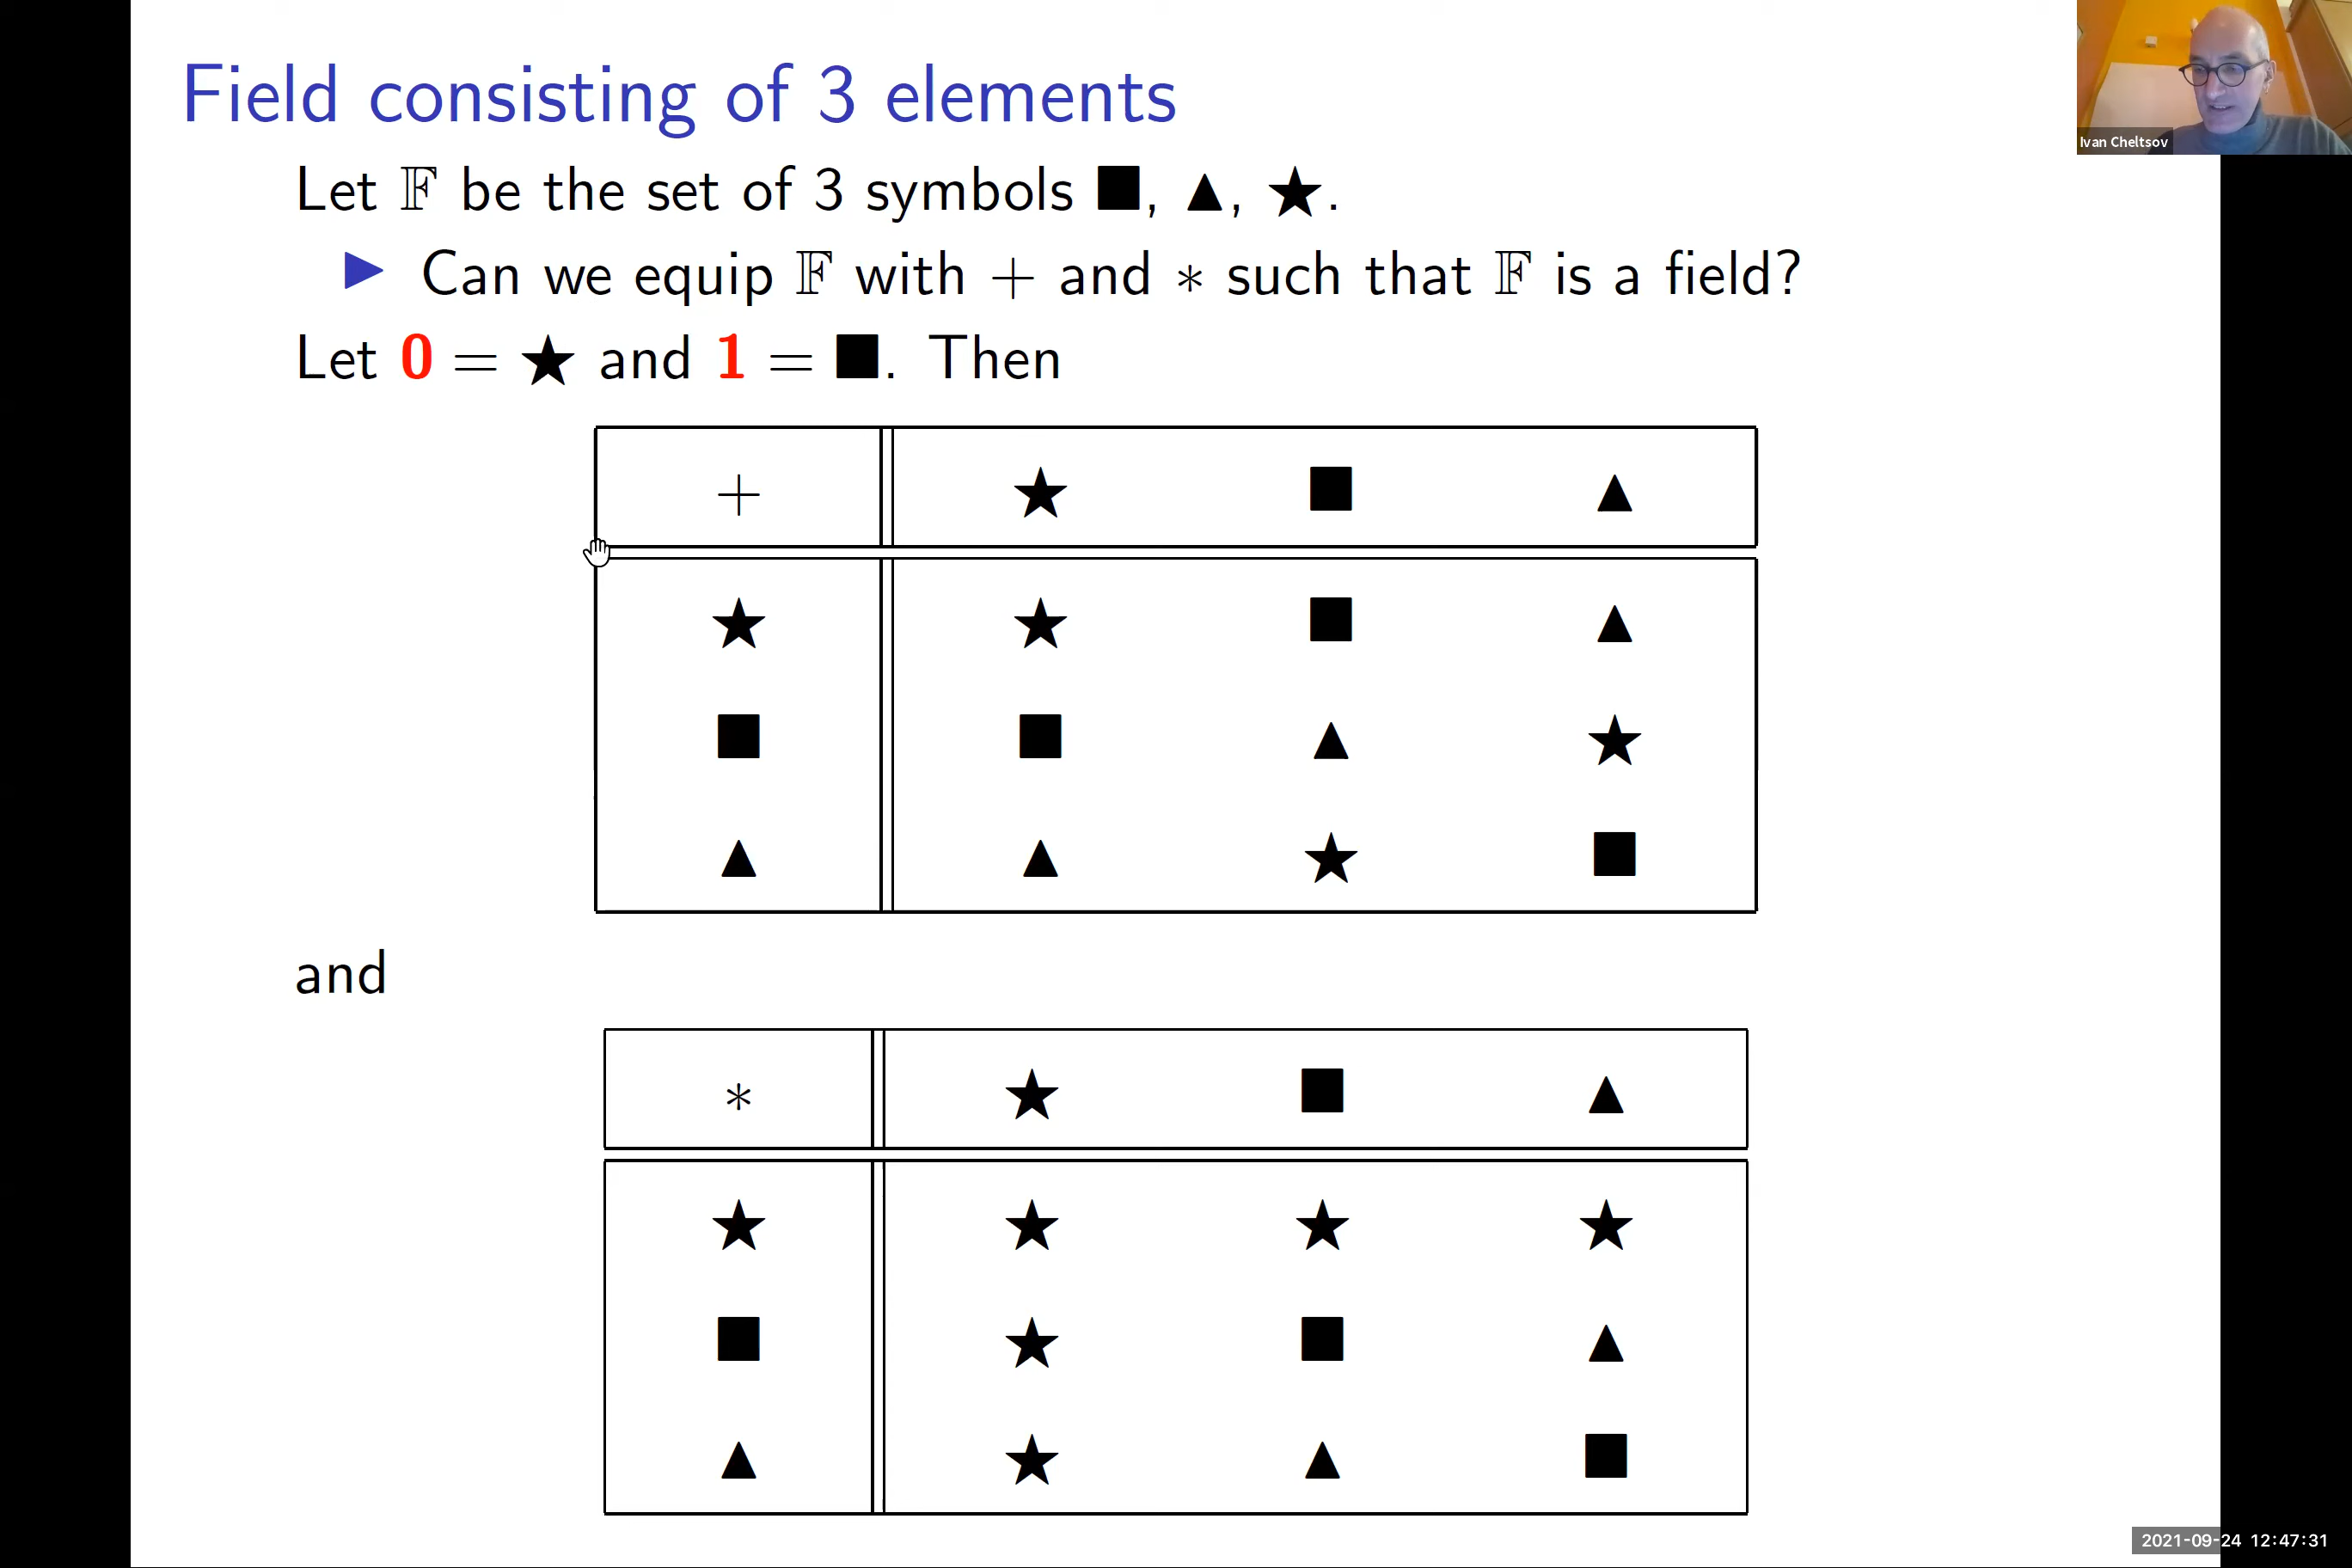 Field consisting of 3 elements
Ivan Cheltsov
Let 𝔽 be the set of 3 symbols ■, ▲, ★.
▶ Can we equip 𝔽 with + and ∗ such that 𝔽 is a field?
Let 0 = ★ and 1 = ■. Then
+ ★ ■ ▲
★ ★ ■ ▲
■ ■ ▲ ★
▲ ▲ ★ ■
and
∗ ★ ■ ▲
★ ★ ★ ★
■ ★ ■ ▲
▲ ★ ▲ ■
2021-09-24 12:47:31